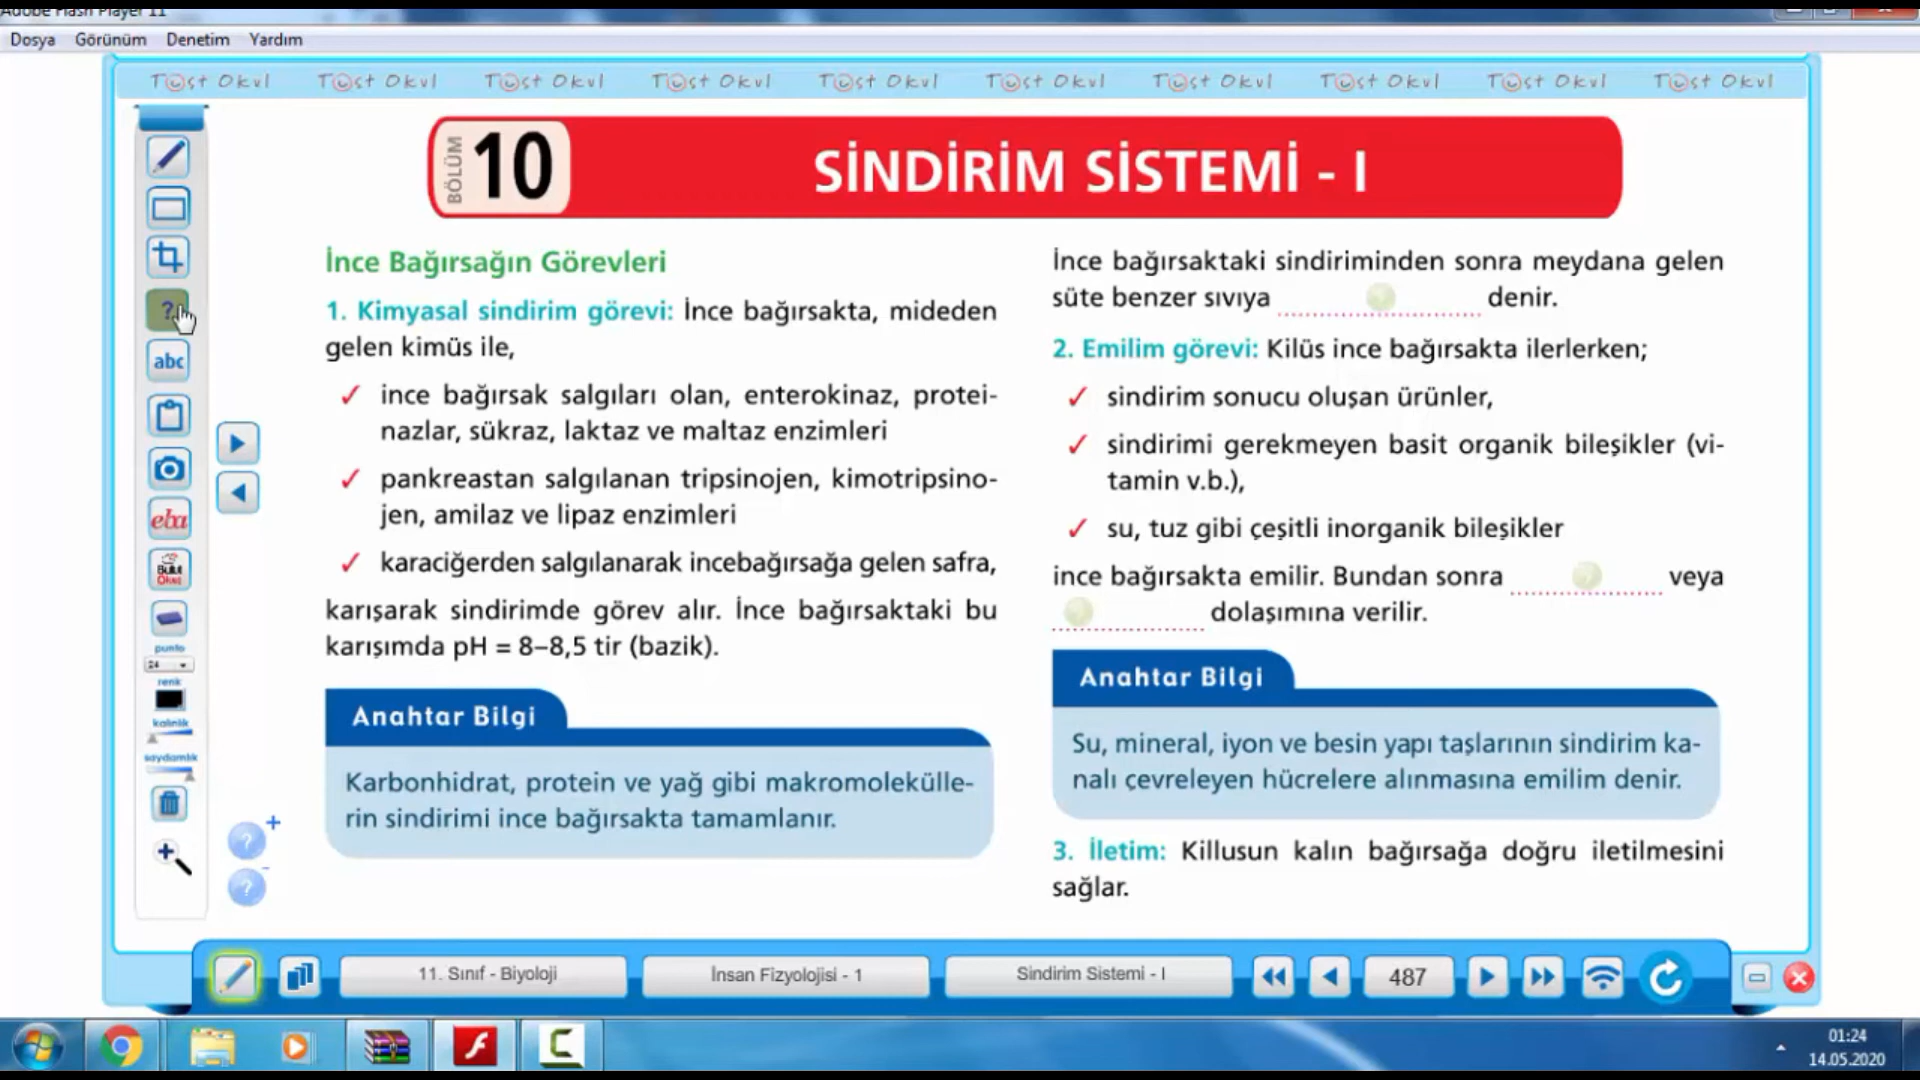 Adobe Flash Player 11
Dosya Görünüm Denetim Yardım
Test Okul Test Okul Test Okul Test Okul Test Okul Test Okul Test Okul Test Okul Test Okul Test Okul
BÖLÜM 10
SİNDİRİM SİSTEMİ - I
İnce Bağırsağın Görevleri
1. Kimyasal sindirim görevi: İnce bağırsakta, mideden
gelen kimüs ile,
✓ ince bağırsak salgıları olan, enterokinaz, protei-
nazlar, sükraz, laktaz ve maltaz enzimleri
✓ pankreastan salgılanan tripsinojen, kimotripsino-
jen, amilaz ve lipaz enzimleri
✓ karaciğerden salgılanarak incebağırsağa gelen safra,
karışarak sindirimde görev alır. İnce bağırsaktaki bu
karışımda pH = 8–8,5 tir (bazik).
Anahtar Bilgi
Karbonhidrat, protein ve yağ gibi makromolekülle-
rin sindirimi ince bağırsakta tamamlanır.
İnce bağırsaktaki sindiriminden sonra meydana gelen
süte benzer sıvıya ? denir.
2. Emilim görevi: Kilüs ince bağırsakta ilerlerken;
✓ sindirim sonucu oluşan ürünler,
✓ sindirimi gerekmeyen basit organik bileşikler (vi-
tamin v.b.),
✓ su, tuz gibi çeşitli inorganik bileşikler
ince bağırsakta emilir. Bundan sonra ? veya
? dolaşımına verilir.
Anahtar Bilgi
Su, mineral, iyon ve besin yapı taşlarının sindirim ka-
nalı çevreleyen hücrelere alınmasına emilim denir.
3. İletim: Killusun kalın bağırsağa doğru iletilmesini
sağlar.
?
abc
eba
Bulut
Okul
punto
24
renk
kalınlık
saydamlık
? +
? -
11. Sınıf - Biyoloji
İnsan Fizyolojisi - 1
Sindirim Sistemi - I
487
01:24
14.05.2020